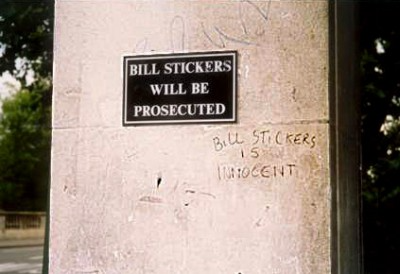 BILL STICKERS
WILL BE
PROSECUTED
BILL STICKERS
IS
INNOCENT